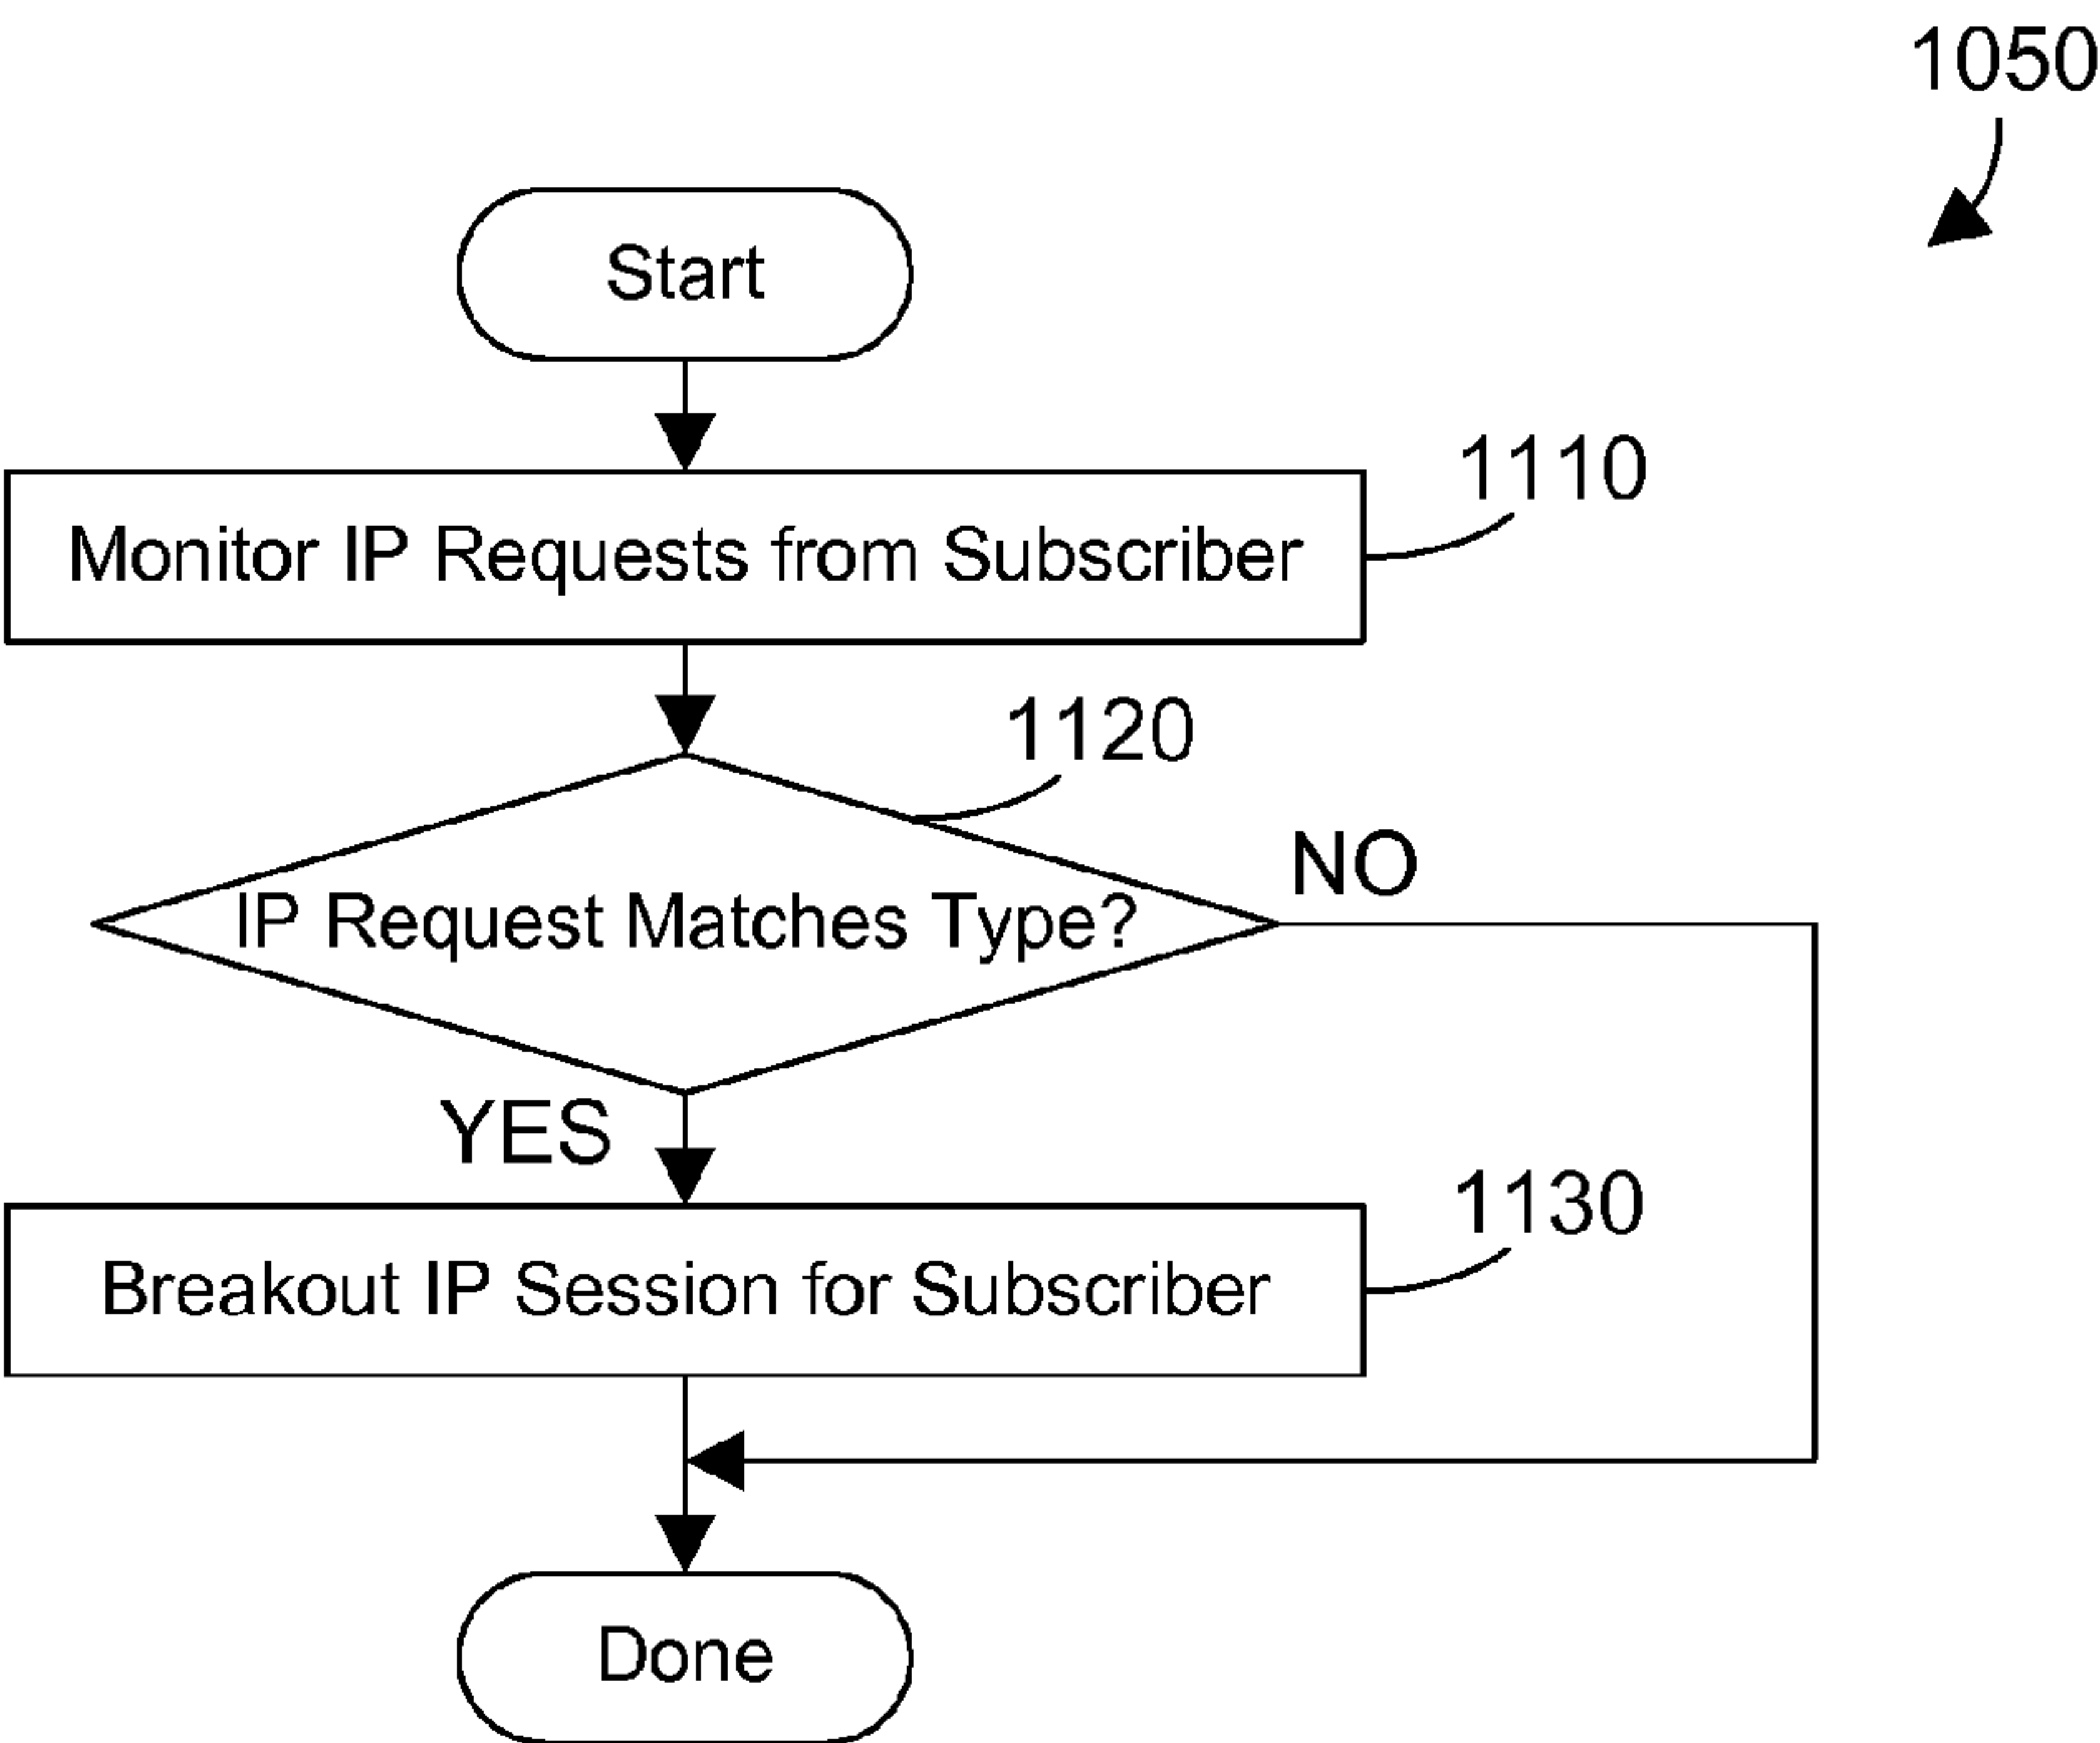 1050
Start
Monitor IP Requests from Subscriber
1110
1120
IP Request Matches Type?
NO
YES
1130
Breakout IP Session for Subscriber
Done